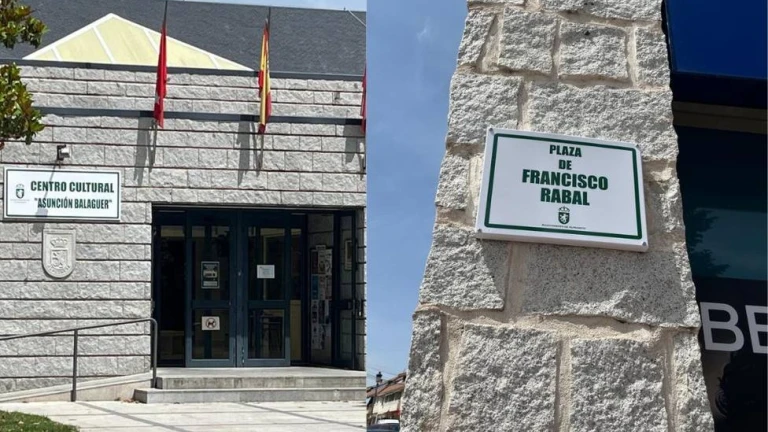 CENTRO CULTURAL
"ASUNCIÓN BALAGUER"
PLAZA
DE
FRANCISCO
RABAL
BE